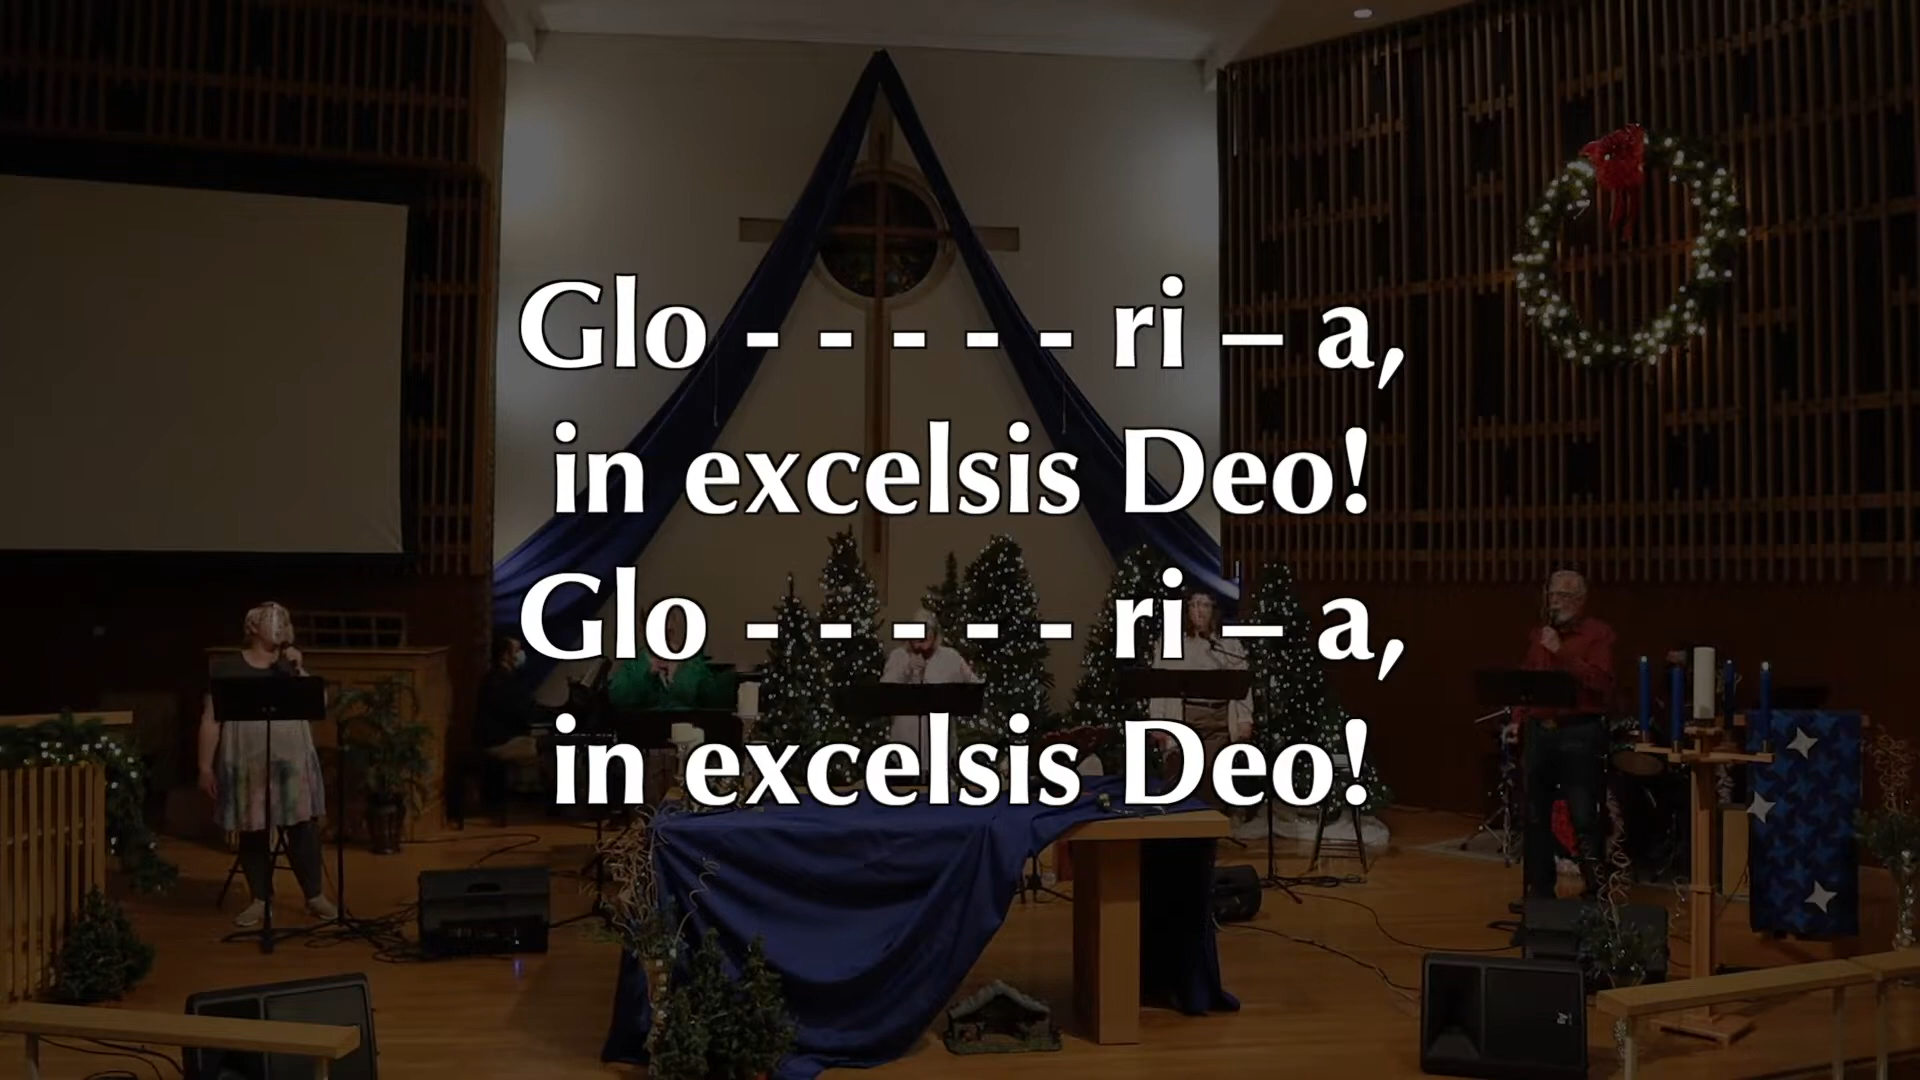 Glo - - - - - ri – a,
in excelsis Deo!
Glo - - - - - ri – a,
in excelsis Deo!